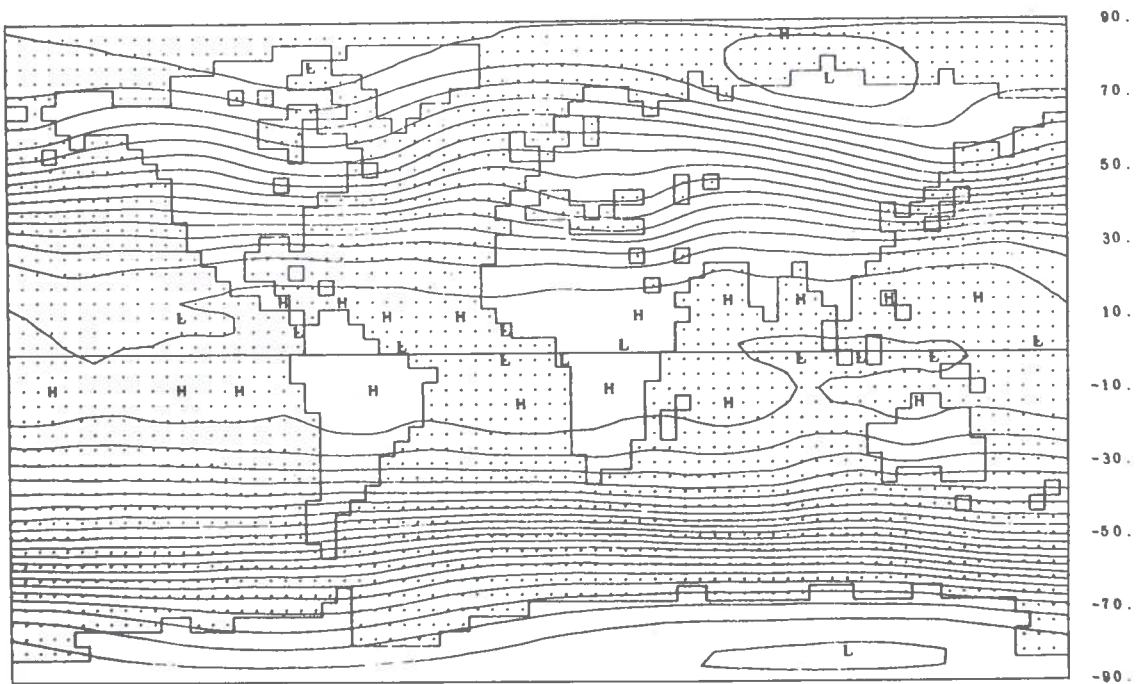 90.
H
L
L
70.
50.
30.
H H H H H H H
L H H H 10.
L L L L
L L L L L
H H H H H H -10.
H H H
-30.
-50.
-70.
L
-90.